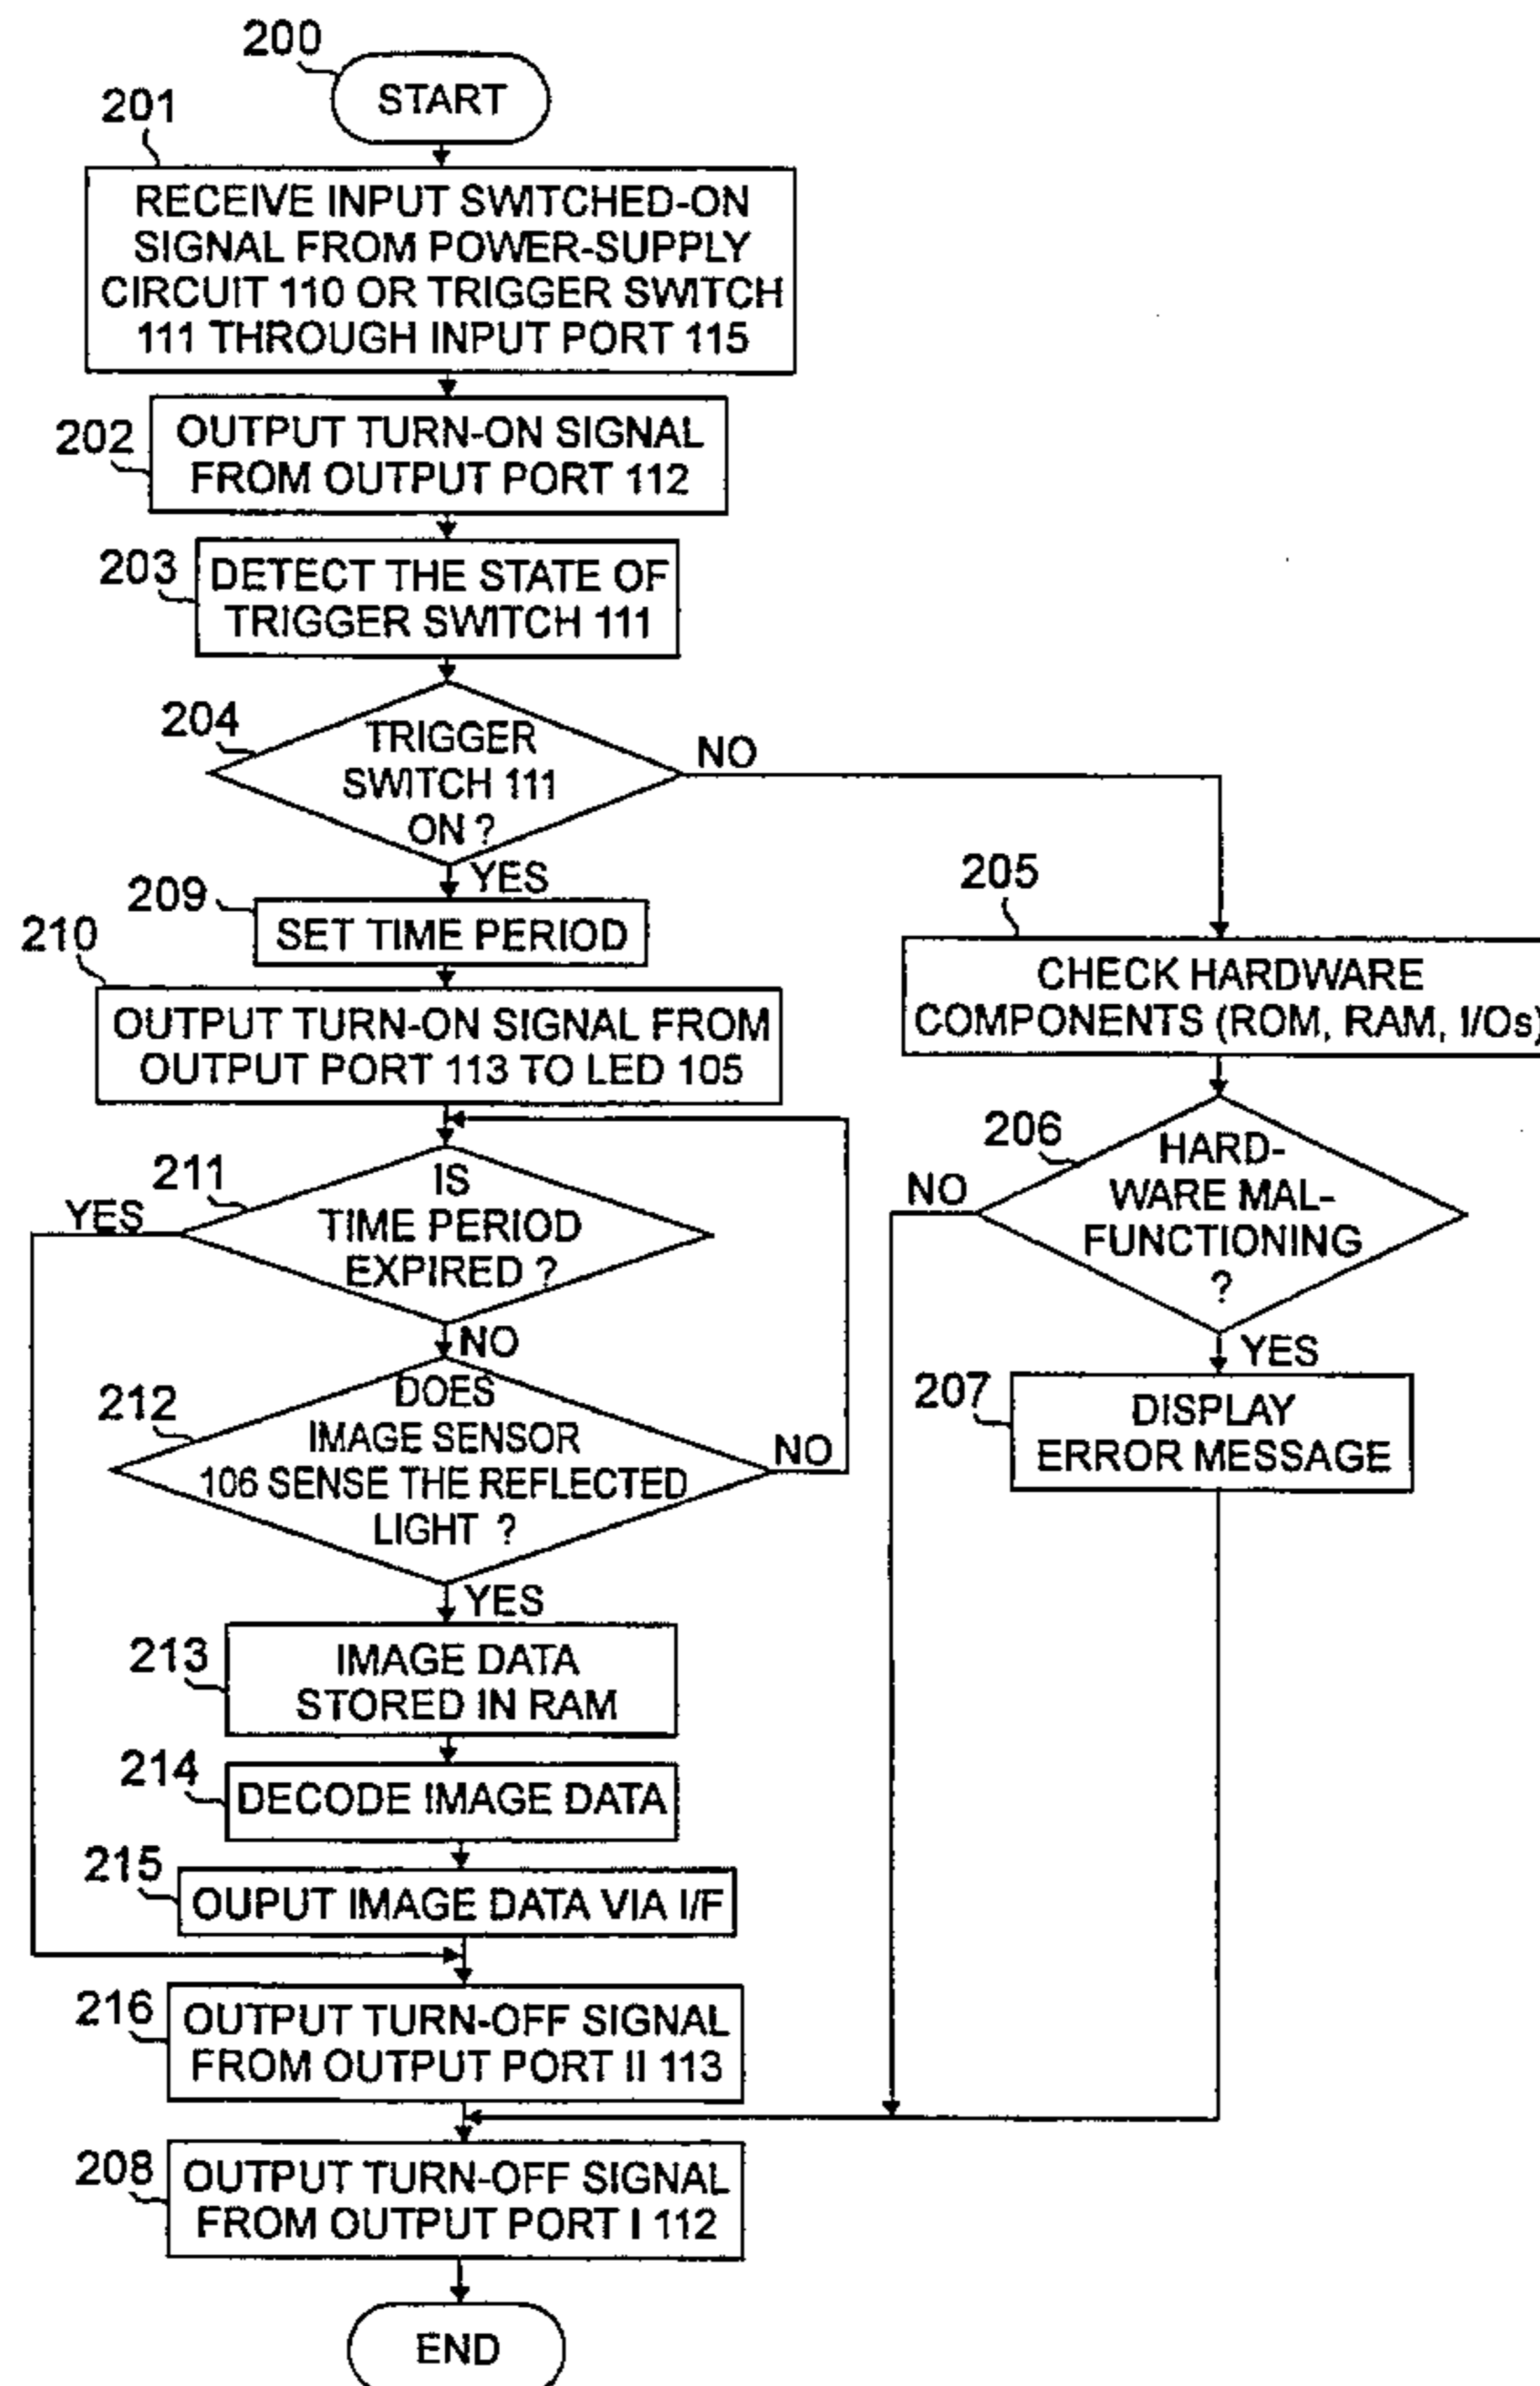 200
START
201
RECEIVE INPUT SWITCHED-ON
SIGNAL FROM POWER-SUPPLY
CIRCUIT 110 OR TRIGGER SWITCH
111 THROUGH INPUT PORT 115
202
OUTPUT TURN-ON SIGNAL
FROM OUTPUT PORT 112
203
DETECT THE STATE OF
TRIGGER SWITCH 111
204
TRIGGER
SWITCH 111
ON ?
NO
YES
209
SET TIME PERIOD
210
OUTPUT TURN-ON SIGNAL FROM
OUTPUT PORT 113 TO LED 105
205
CHECK HARDWARE
COMPONENTS (ROM, RAM, I/Os)
206
HARD-
WARE MAL-
FUNCTIONING
?
NO
YES
207
DISPLAY
ERROR MESSAGE
211
IS
TIME PERIOD
EXPIRED ?
YES
NO
212
DOES
IMAGE SENSOR
106 SENSE THE REFLECTED
LIGHT ?
NO
YES
213
IMAGE DATA
STORED IN RAM
214
DECODE IMAGE DATA
215
OUPUT IMAGE DATA VIA I/F
216
OUTPUT TURN-OFF SIGNAL
FROM OUTPUT PORT II 113
208
OUTPUT TURN-OFF SIGNAL
FROM OUTPUT PORT I 112
END